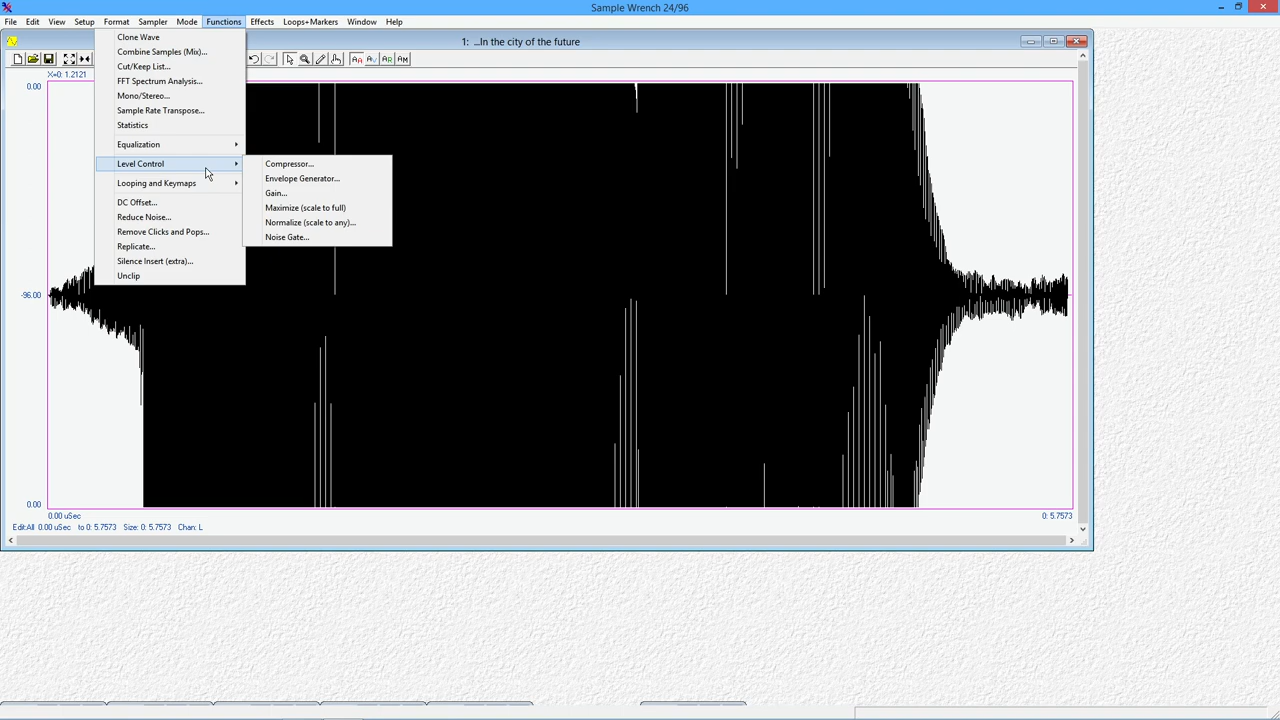 Sample Wrench 24/96
File Edit View Setup Format Sampler Mode Functions Effects Loops+Markers Window Help
1: ..In the city of the future
AA AV AR AM
X=0: 1.2121
0.00
-96.00
0.00
0.00 uSec
0: 5.7573
Edit:All 0.00 uSec to 0: 5.7573 Size: 0: 5.7573 Chan: L
Clone Wave
Combine Samples (Mix)...
Cut/Keep List...
FFT Spectrum Analysis...
Mono/Stereo...
Sample Rate Transpose...
Statistics
Equalization
Level Control
Looping and Keymaps
DC Offset...
Reduce Noise...
Remove Clicks and Pops...
Replicate...
Silence Insert (extra)...
Unclip
Compressor...
Envelope Generator...
Gain...
Maximize (scale to full)
Normalize (scale to any)...
Noise Gate...